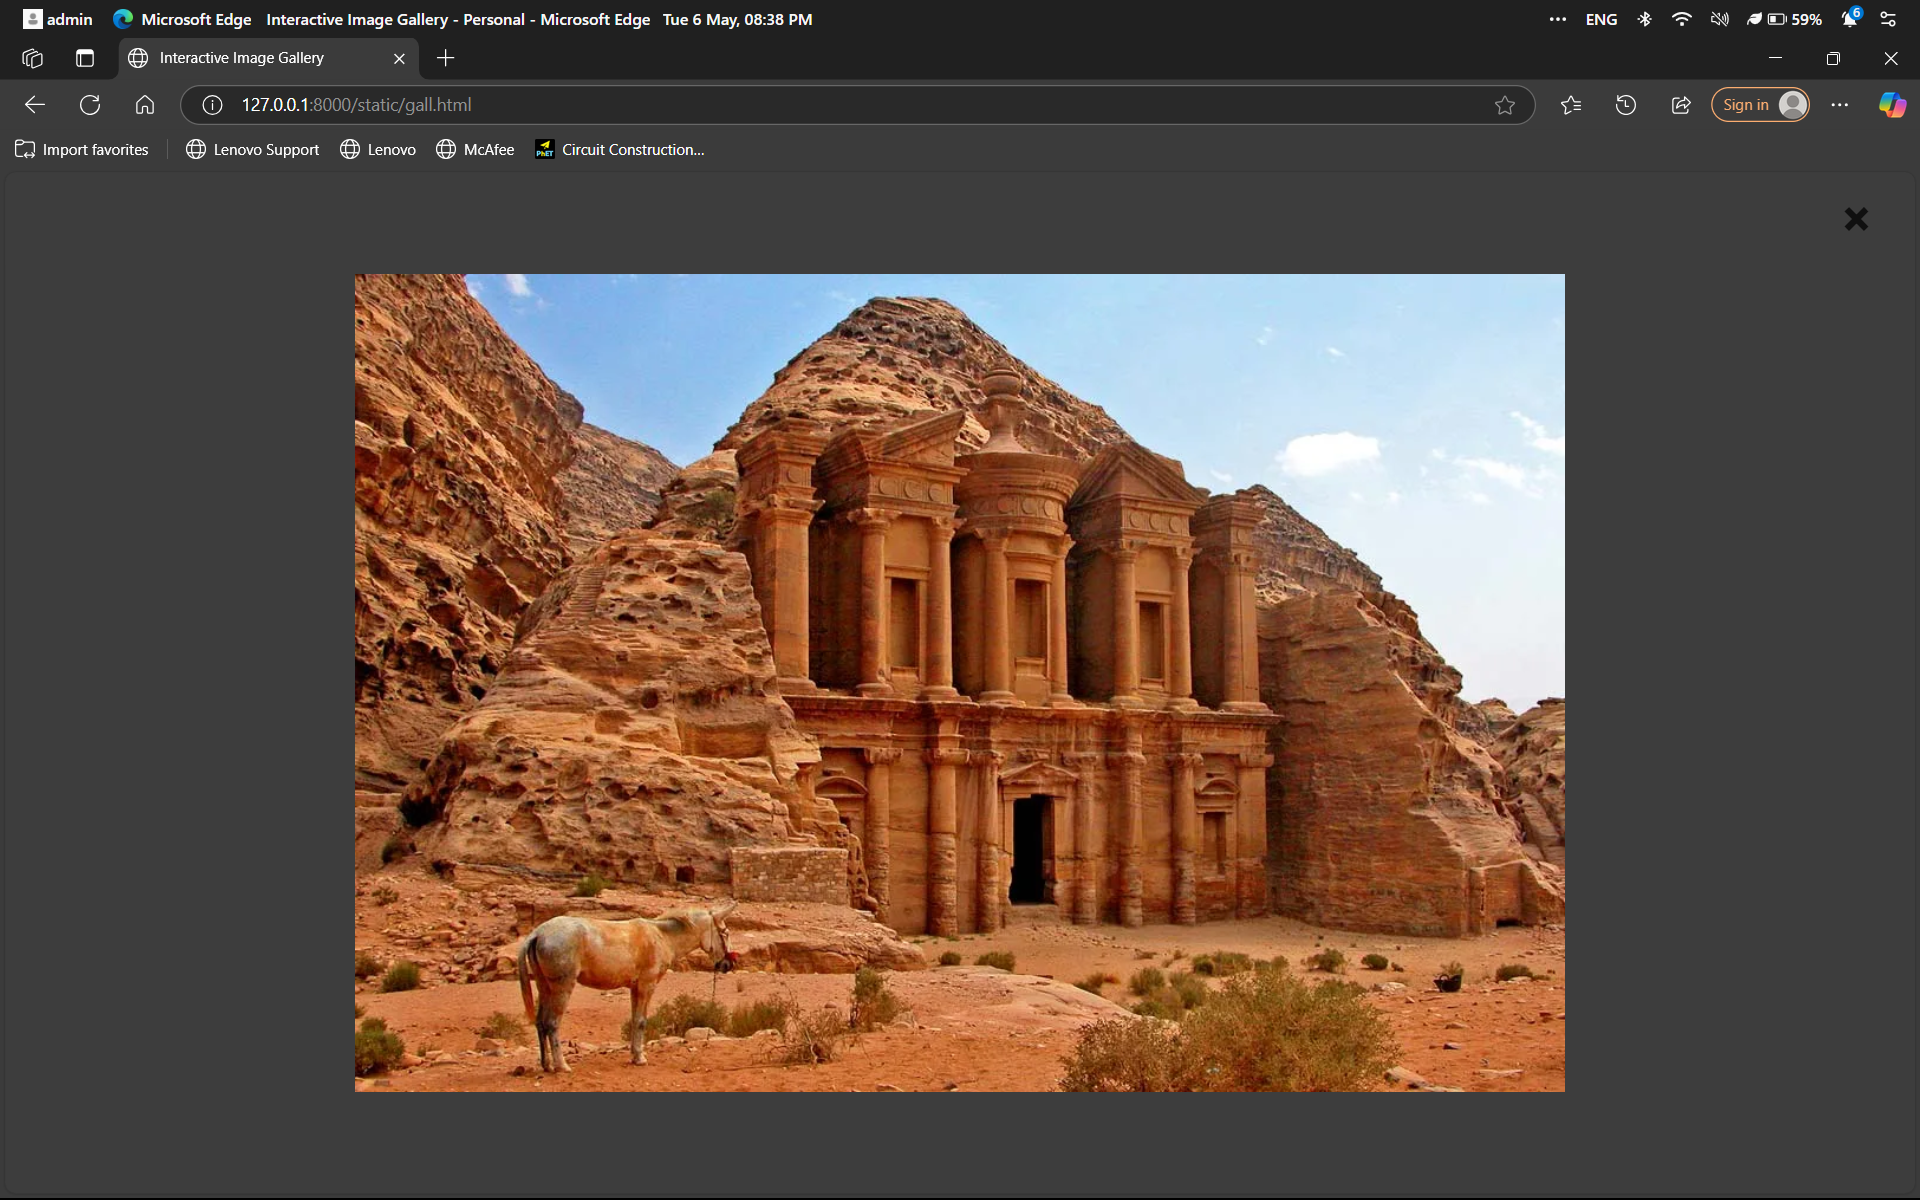 admin Microsoft Edge Interactive Image Gallery - Personal - Microsoft Edge Tue 6 May, 08:38 PM ENG 59% 6
Interactive Image Gallery
127.0.0.1:8000/static/gall.html Sign in
Import favorites Lenovo Support Lenovo McAfee PhET Circuit Construction...